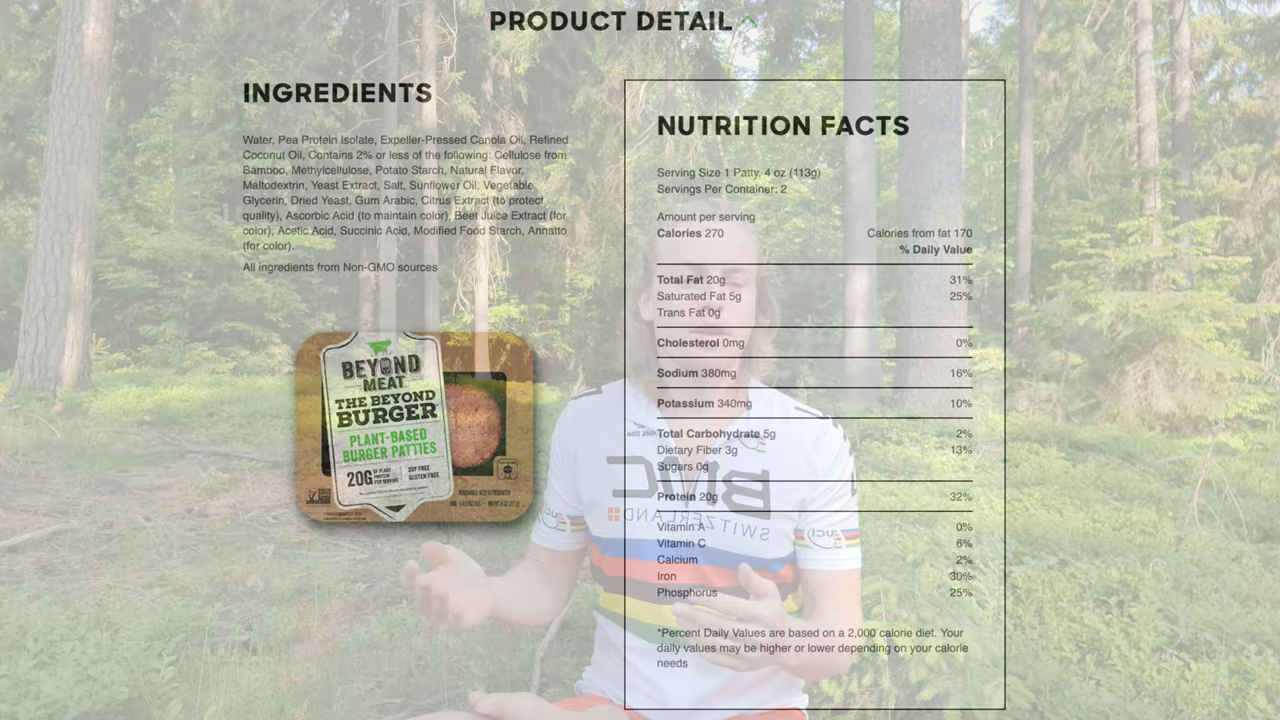 PRODUCT DETAIL
INGREDIENTS
Water, Pea Protein Isolate, Expeller-Pressed Canola Oil, Refined
Coconut Oil, Contains 2% or less of the following: Cellulose from
Bamboo, Methylcellulose, Potato Starch, Natural Flavor,
Maltodextrin, Yeast Extract, Salt, Sunflower Oil, Vegetable
Glycerin, Dried Yeast, Gum Arabic, Citrus Extract (to protect
quality), Ascorbic Acid (to maintain color), Beet Juice Extract (for
color), Acetic Acid, Succinic Acid, Modified Food Starch, Annatto
(for color).
All ingredients from Non-GMO sources
BEYOND
MEAT
THE BEYOND
BURGER
PLANT-BASED
BURGER PATTIES
20G OF PLANT PROTEIN PER SERVING
SOY FREE
GLUTEN FREE
NUTRITION FACTS
Serving Size 1 Patty, 4 oz (113g)
Servings Per Container: 2
Amount per serving
Calories 270 Calories from fat 170
% Daily Value
Total Fat 20g 31%
Saturated Fat 5g 25%
Trans Fat 0g
Cholesterol 0mg 0%
Sodium 380mg 16%
Potassium 340mg 10%
Total Carbohydrate 5g 2%
Dietary Fiber 3g 13%
Sugars 0g
Protein 20g 32%
Vitamin A 0%
Vitamin C 6%
Calcium 2%
Iron 30%
Phosphorus 25%
*Percent Daily Values are based on a 2,000 calorie diet. Your
daily values may be higher or lower depending on your calorie
needs
BMC
SWITZERLAND
UCI